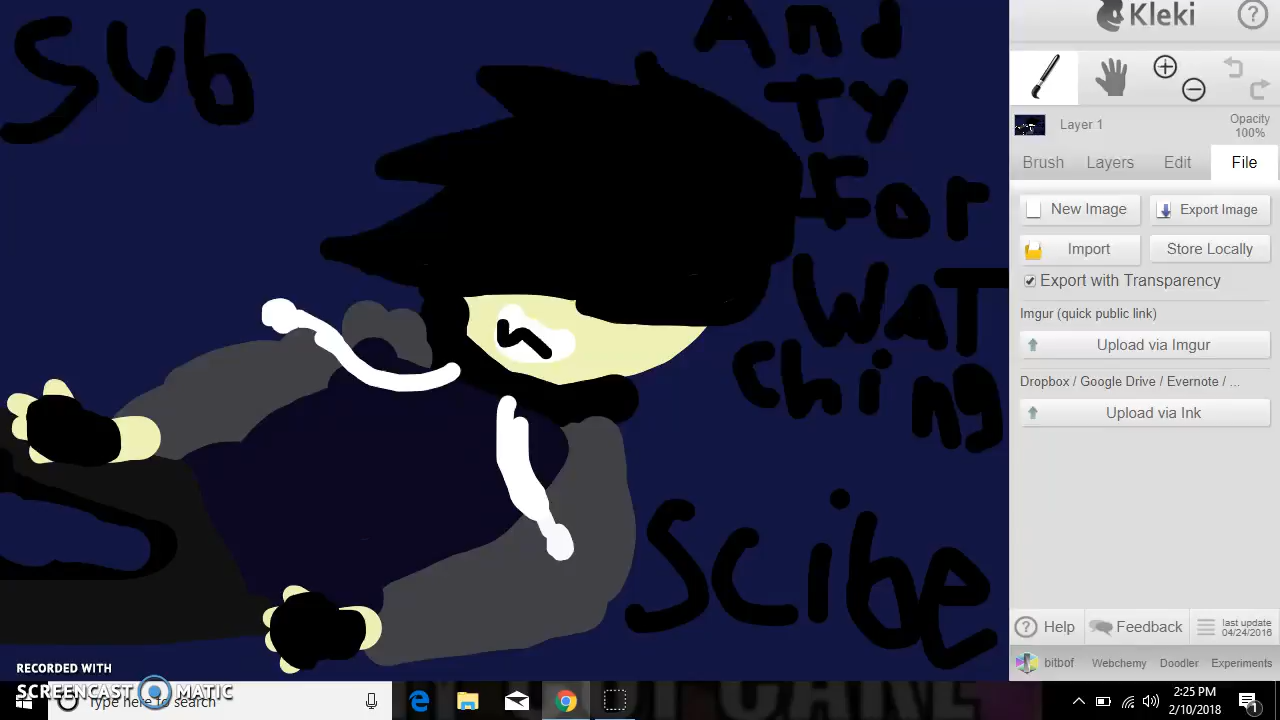 Sub
And
TY
For
WAT
ching
Scibe
Kleki
Layer 1
Opacity
100%
Brush
Layers
Edit
File
New Image
Export Image
Import
Store Locally
Export with Transparency
Imgur (quick public link)
Upload via Imgur
Dropbox / Google Drive / Evernote / ...
Upload via Ink
Help
Feedback
last update
04/24/2016
bitbof
Webchemy
Doodler
Experiments
RECORDED WITH
SCREENCAST MATIC
Type here to search
2:25 PM
2/10/2018
1